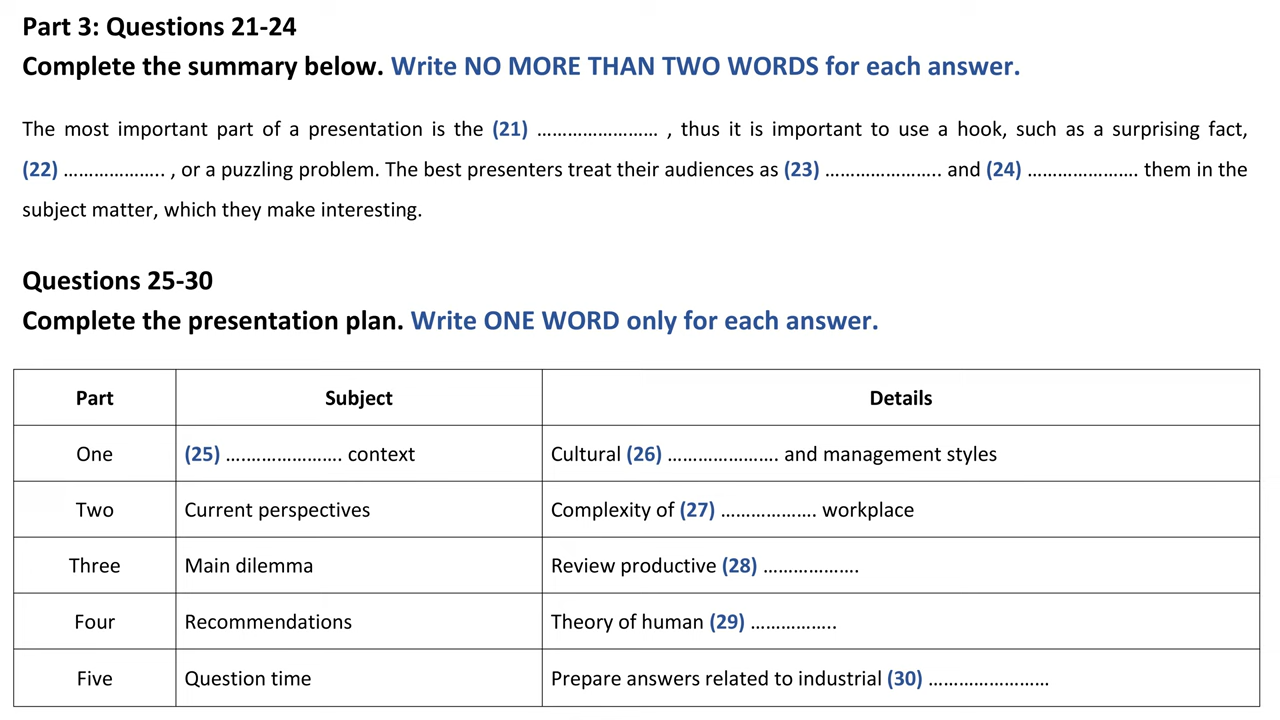 Part 3: Questions 21-24
Complete the summary below. Write NO MORE THAN TWO WORDS for each answer.
The most important part of a presentation is the (21) ………………… , thus it is important to use a hook, such as a surprising fact,
(22) ……………….. , or a puzzling problem. The best presenters treat their audiences as (23) ………………….. and (24) …………………. them in the
subject matter, which they make interesting.
Questions 25-30
Complete the presentation plan. Write ONE WORD only for each answer.
Part Subject Details
One (25) …………………. context Cultural (26) …………………. and management styles
Two Current perspectives Complexity of (27) ………………. workplace
Three Main dilemma Review productive (28) ……………….
Four Recommendations Theory of human (29) ……………..
Five Question time Prepare answers related to industrial (30) ……………………